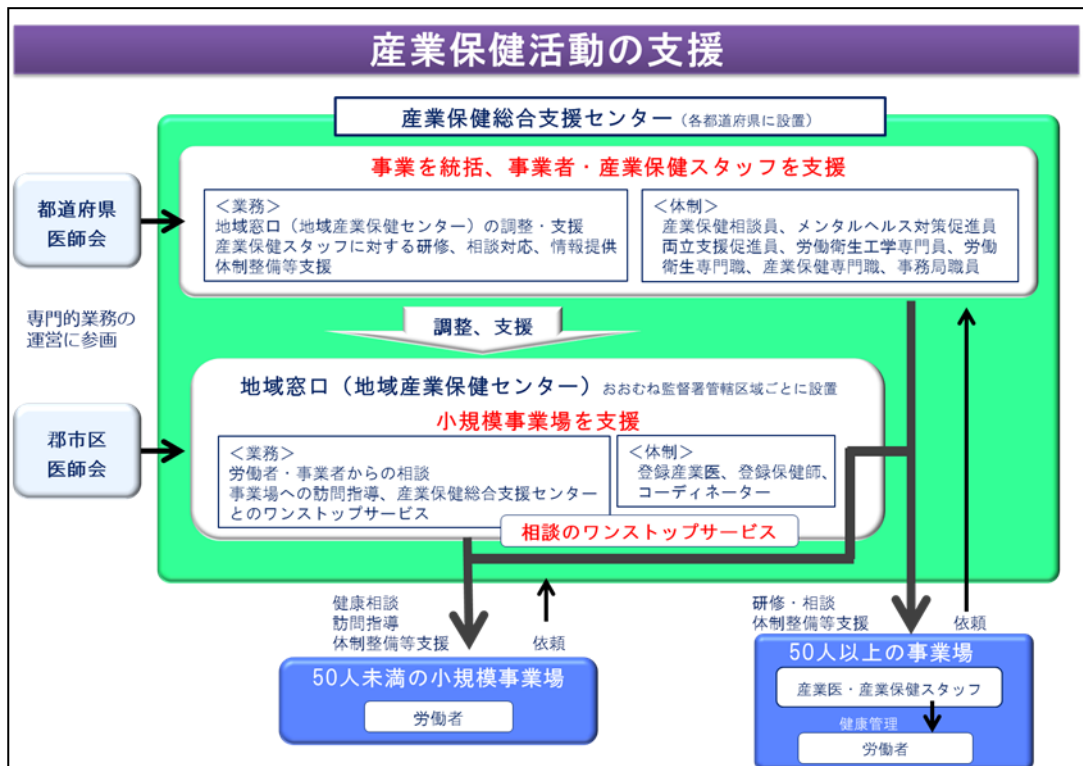 産業保健活動の支援
産業保健総合支援センター（各都道府県に設置）
事業を統括、事業者・産業保健スタッフを支援
都道府県
医師会
＜業務＞
地域窓口（地域産業保健センター）の調整・支援
産業保健スタッフに対する研修、相談対応、情報提供
体制整備等支援
＜体制＞
産業保健相談員、メンタルヘルス対策促進員
両立支援促進員、労働衛生工学専門員、労働
衛生専門職、産業保健専門職、事務局職員
専門的業務の
運営に参画
調整、支援
地域窓口（地域産業保健センター）おおむね監督署管轄区域ごとに設置
小規模事業場を支援
郡市区
医師会
＜業務＞
労働者・事業者からの相談
事業場への訪問指導、産業保健総合支援センター
とのワンストップサービス
＜体制＞
登録産業医、登録保健師、
コーディネーター
相談のワンストップサービス
健康相談
訪問指導
体制整備等支援
依頼
研修・相談
体制整備等支援
依頼
50人未満の小規模事業場
労働者
50人以上の事業場
産業医・産業保健スタッフ
健康管理
労働者